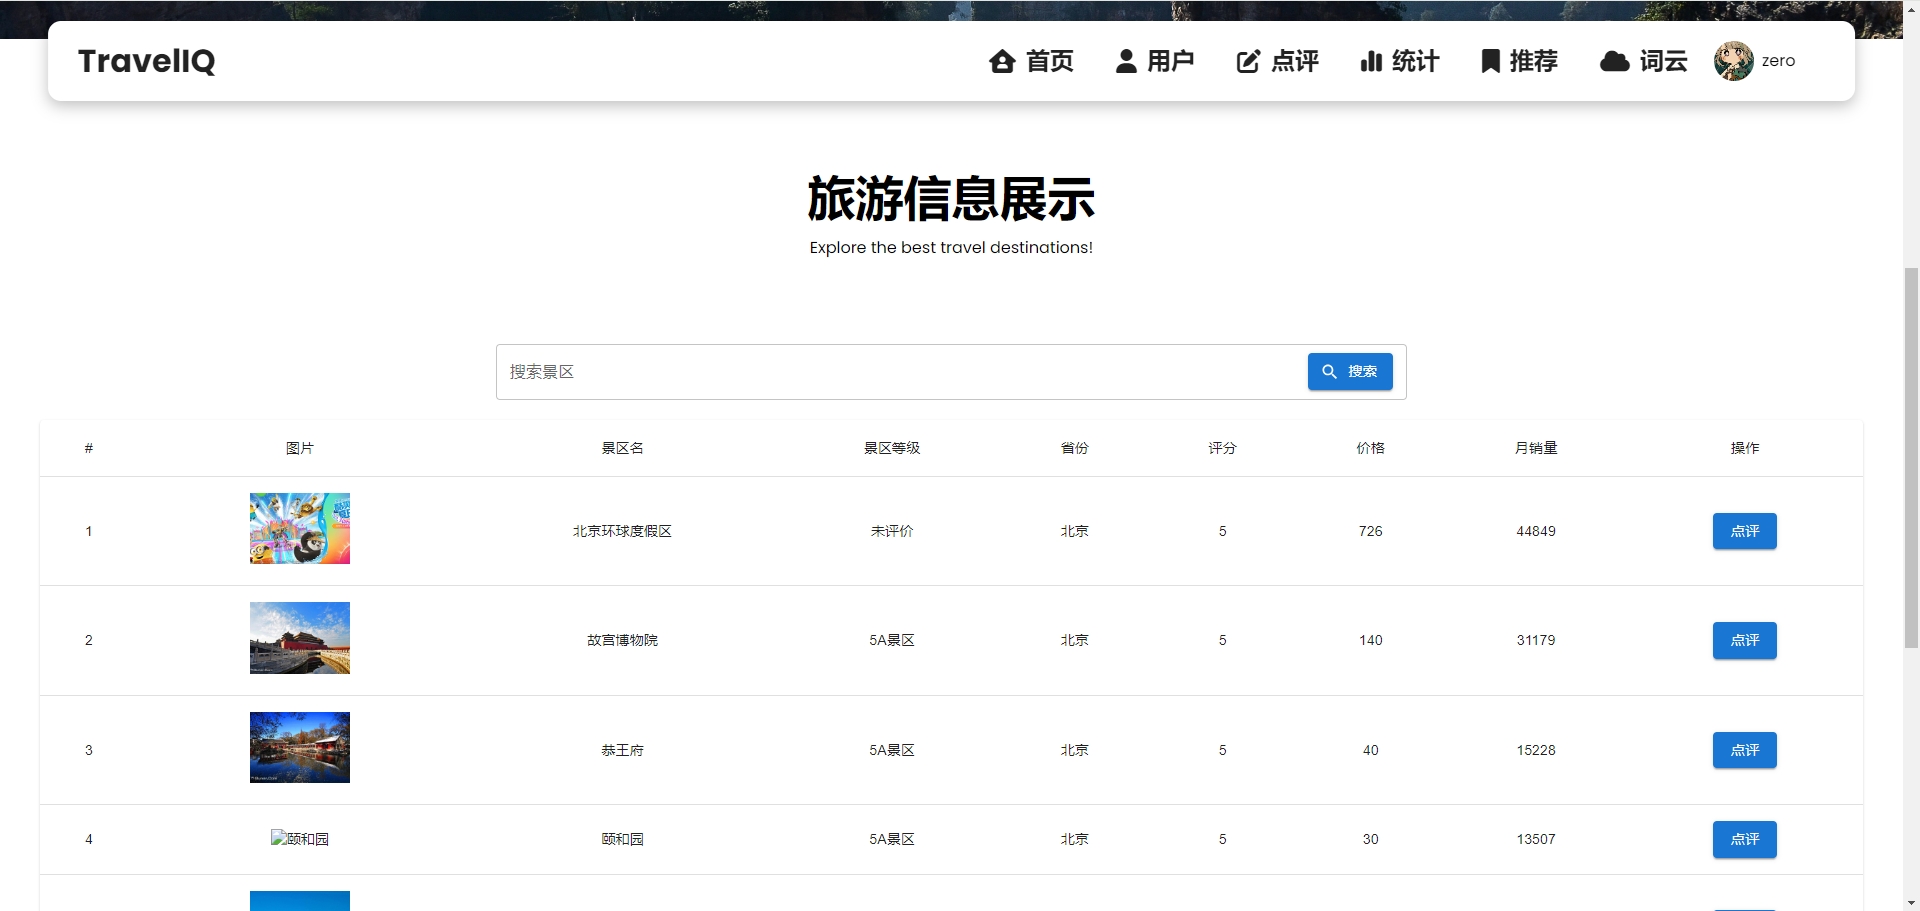 TravelIQ 首页 用户 点评 统计 推荐 词云 zero
旅游信息展示
Explore the best travel destinations!
搜索景区 搜索
# 图片 景区名 景区等级 省份 评分 价格 月销量 操作
1 北京环球度假区 未评价 北京 5 726 44849 点评
2 故宫博物院 5A景区 北京 5 140 31179 点评
3 恭王府 5A景区 北京 5 40 15228 点评
4 颐和园 颐和园 5A景区 北京 5 30 13507 点评